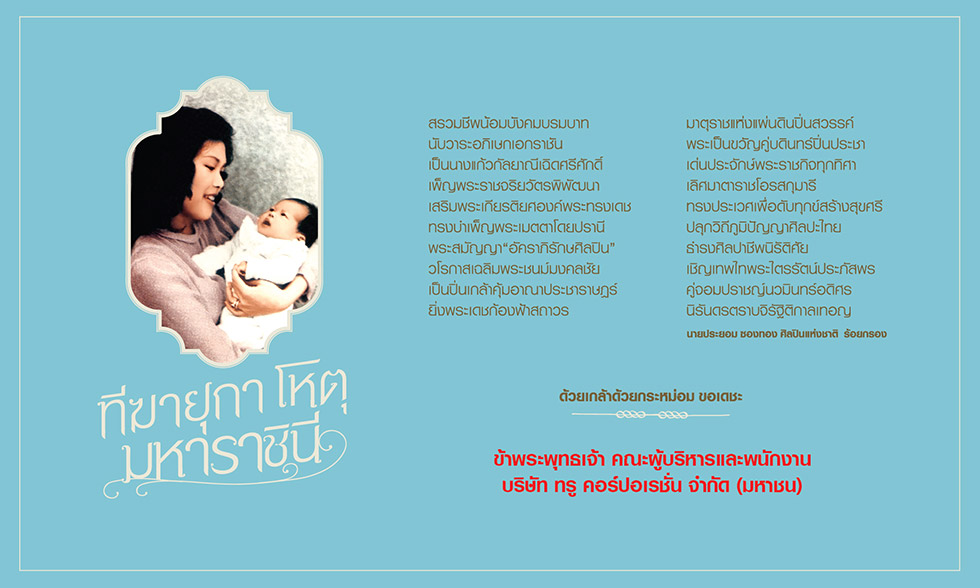 ทีฆายุกา โหตุ
มหาราชินี
สรวมชีพน้อมบังคมบรมบาท
นับวาระอภิเษกเอกราชัน
เป็นนางแก้วกัลยาณีเฉิดศรีศักดิ์
เพ็ญพระราชจริยวัตรพิพัฒนา
เสริมพระเกียรติยศองค์พระทรงเดช
ทรงบำเพ็ญพระเมตตาโดยปรานี
พระสมัญญา“อัคราภิรักษศิลปิน”
วโรกาสเฉลิมพระชนม์มงคลชัย
เป็นปิ่นเกล้าคุ้มอาณาประชาราษฎร์
ยิ่งพระเดชก้องฟ้าสถาวร
มาตุราชแห่งแผ่นดินปิ่นสวรรค์
พระเป็นขวัญคู่บดินทร์ปิ่นประชา
เด่นประจักษ์พระราชกิจทุกทิศา
เลิศมาตาราชโอรสกุมารี
ทรงประเวศเพื่อดับทุกข์สร้างสุขศรี
ปลุกวิถีภูมิปัญญาศิลปะไทย
ธำรงศิลปาชีพนิรัติศัย
เชิญเทพไทพระไตรรัตน์ประภัสพร
คู่จอมปราชญ์นวมินทร์อดิศร
นิรันดรตราบจิรัฐิติกาลเทอญ
นายประยอม ซองทอง ศิลปินแห่งชาติ ร้อยกรอง
ด้วยเกล้าด้วยกระหม่อม ขอเดชะ
ข้าพระพุทธเจ้า คณะผู้บริหารและพนักงาน
บริษัท ทรู คอร์ปอเรชั่น จำกัด (มหาชน)